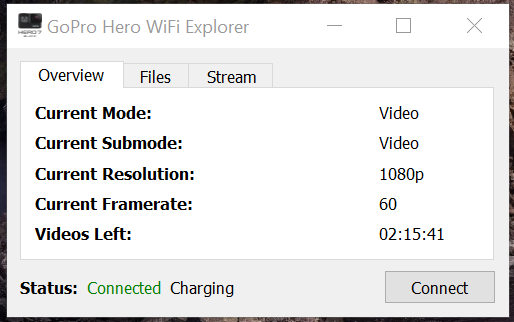 GoPro Hero WiFi Explorer
Overview Files Stream
Current Mode: Video
Current Submode: Video
Current Resolution: 1080p
Current Framerate: 60
Videos Left: 02:15:41
Status: Connected Charging Connect